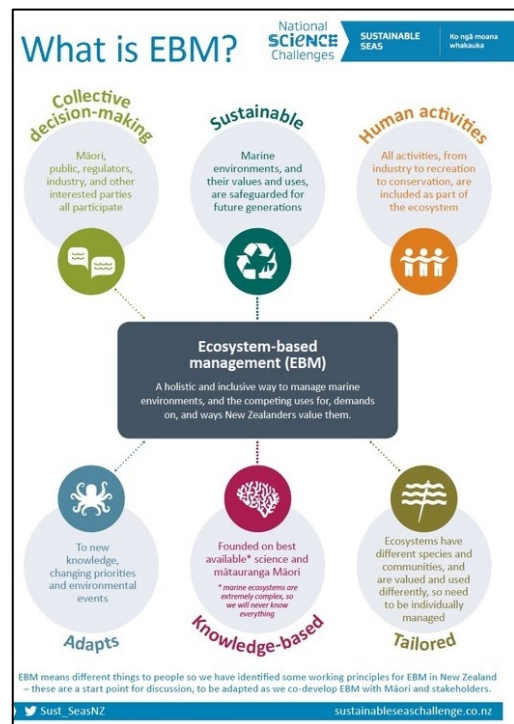 What is EBM?
National
SCIENCE
Challenges
SUSTAINABLE
SEAS
Ko ngā moana
whakauka
Collective
decision-making
Māori,
public, regulators,
industry, and other
interested parties
all participate
Sustainable
Marine
environments, and
their values and uses,
are safeguarded for
future generations
Human activities
All activities, from
industry to recreation
to conservation, are
included as part of
the ecosystem
Ecosystem-based
management (EBM)
A holistic and inclusive way to manage marine
environments, and the competing uses for, demands
on, and ways New Zealanders value them.
To new
knowledge,
changing priorities
and environmental
events
Adapts
Founded on best
available* science and
mātauranga Māori
* marine ecosystems are
extremely complex, so
we will never know
everything
Knowledge-based
Ecosystems have
different species and
communities, and are
valued and used
differently, so need
to be individually
managed
Tailored
EBM means different things to people so we have identified some working principles for EBM in New Zealand
– these are a start point for discussion, to be adapted as we co-develop EBM with Māori and stakeholders.
Sust_SeasNZ
sustainableseaschallenge.co.nz